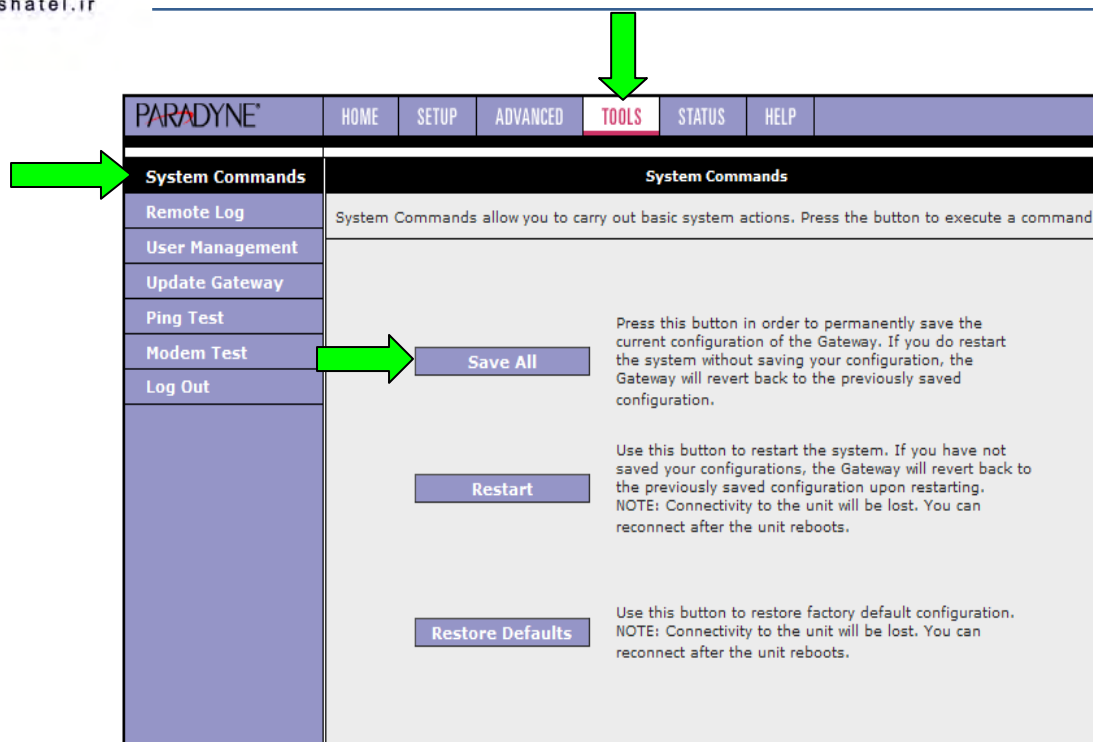 shatel.ir
PARADYNE®
HOME SETUP ADVANCED TOOLS STATUS HELP
System Commands
Remote Log
User Management
Update Gateway
Ping Test
Modem Test
Log Out
System Commands
System Commands allow you to carry out basic system actions. Press the button to execute a command
Save All
Press this button in order to permanently save the
current configuration of the Gateway. If you do restart
the system without saving your configuration, the
Gateway will revert back to the previously saved
configuration.
Restart
Use this button to restart the system. If you have not
saved your configurations, the Gateway will revert back to
the previously saved configuration upon restarting.
NOTE: Connectivity to the unit will be lost. You can
reconnect after the unit reboots.
Restore Defaults
Use this button to restore factory default configuration.
NOTE: Connectivity to the unit will be lost. You can
reconnect after the unit reboots.